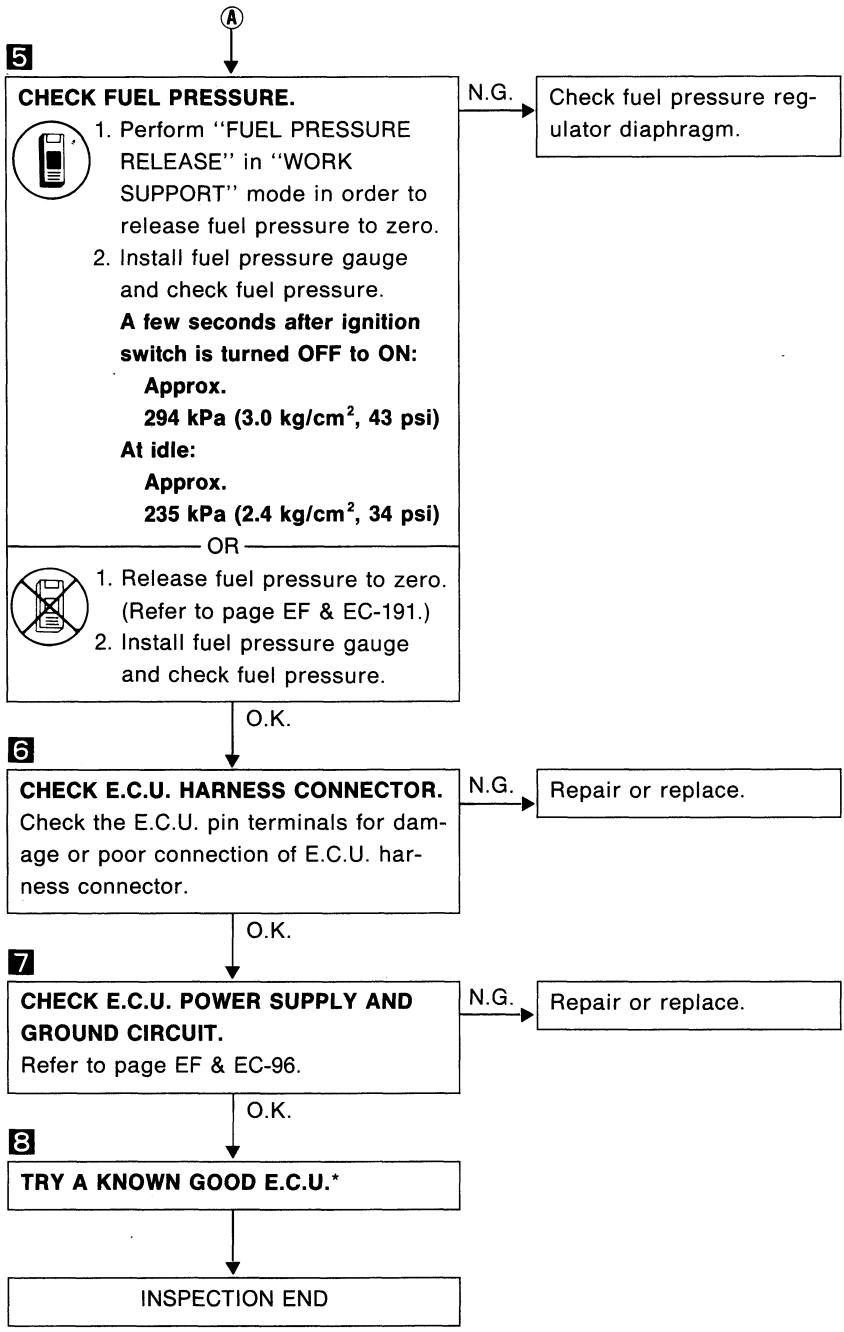 A
5
CHECK FUEL PRESSURE.
1. Perform "FUEL PRESSURE
RELEASE" in "WORK
SUPPORT" mode in order to
release fuel pressure to zero.
2. Install fuel pressure gauge
and check fuel pressure.
A few seconds after ignition
switch is turned OFF to ON:
Approx.
294 kPa (3.0 kg/cm², 43 psi)
At idle:
Approx.
235 kPa (2.4 kg/cm², 34 psi)
OR
1. Release fuel pressure to zero.
(Refer to page EF & EC-191.)
2. Install fuel pressure gauge
and check fuel pressure.
N.G.
Check fuel pressure reg-
ulator diaphragm.
O.K.
6
CHECK E.C.U. HARNESS CONNECTOR.
Check the E.C.U. pin terminals for dam-
age or poor connection of E.C.U. har-
ness connector.
N.G.
Repair or replace.
O.K.
7
CHECK E.C.U. POWER SUPPLY AND
GROUND CIRCUIT.
Refer to page EF & EC-96.
N.G.
Repair or replace.
O.K.
8
TRY A KNOWN GOOD E.C.U.*
INSPECTION END